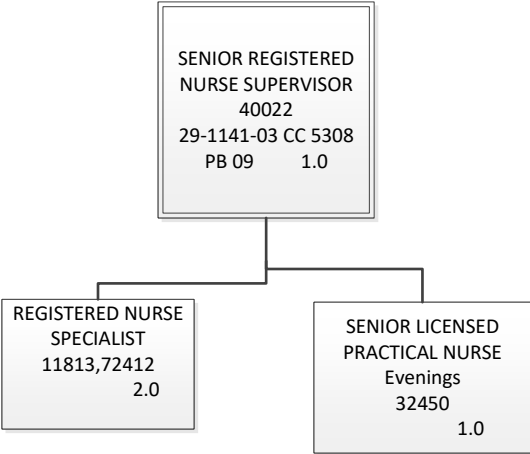 SENIOR REGISTERED
NURSE SUPERVISOR
40022
29-1141-03 CC 5308
PB 09 1.0
REGISTERED NURSE
SPECIALIST
11813,72412
2.0
SENIOR LICENSED
PRACTICAL NURSE
Evenings
32450
1.0